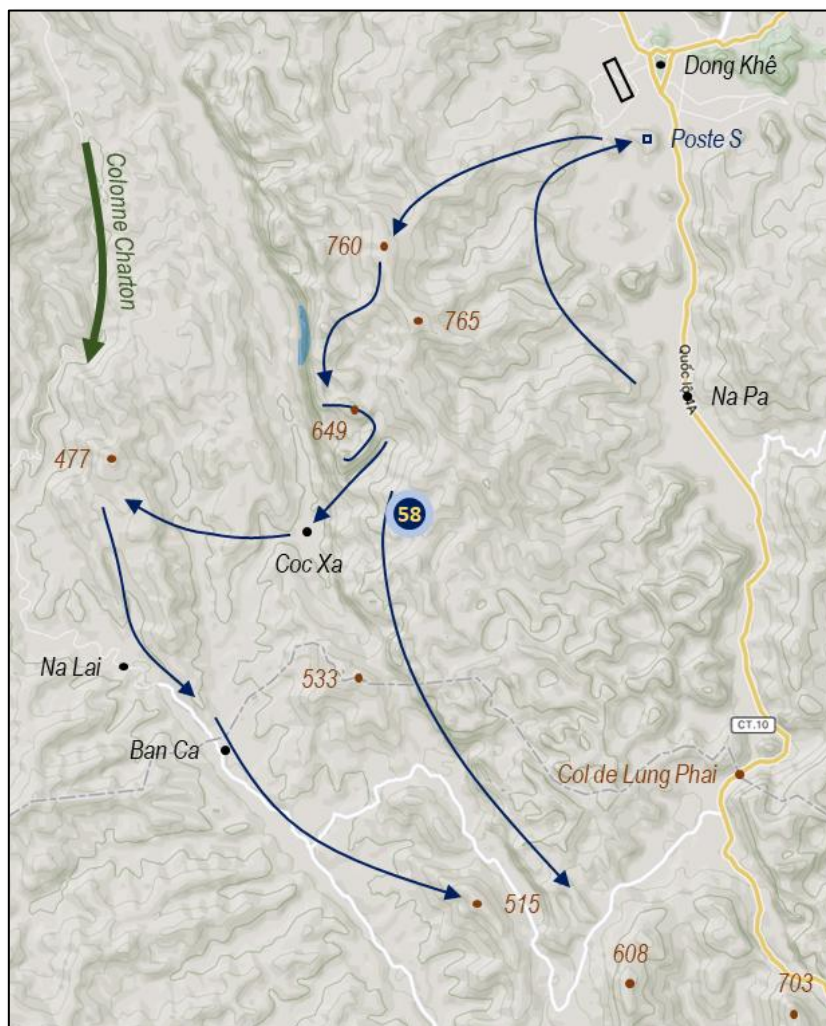 Dong Khê
Poste S
Colonne Charton
760
765
Quốc lộ 4A
Na Pa
649
477
58
Coc Xa
Na Lai
533
CT.10
Ban Ca
Col de Lung Phai
515
608
703